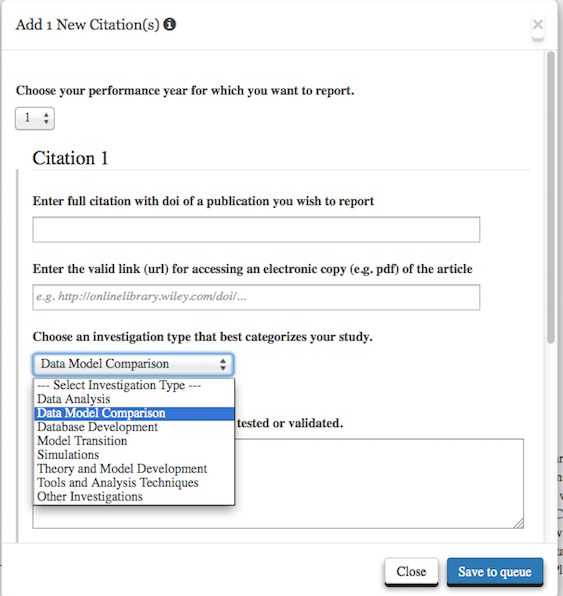 Add 1 New Citation(s)
×
Choose your performance year for which you want to report.
1
Citation 1
Enter full citation with doi of a publication you wish to report
Enter the valid link (url) for accessing an electronic copy (e.g. pdf) of the article
e.g. http://onlinelibrary.wiley.com/doi/...
Choose an investigation type that best categorizes your study.
Data Model Comparison
--- Select Investigation Type ---
Data Analysis
Data Model Comparison
Database Development
tested or validated.
Model Transition
Simulations
Theory and Model Development
Tools and Analysis Techniques
Other Investigations
Close
Save to queue